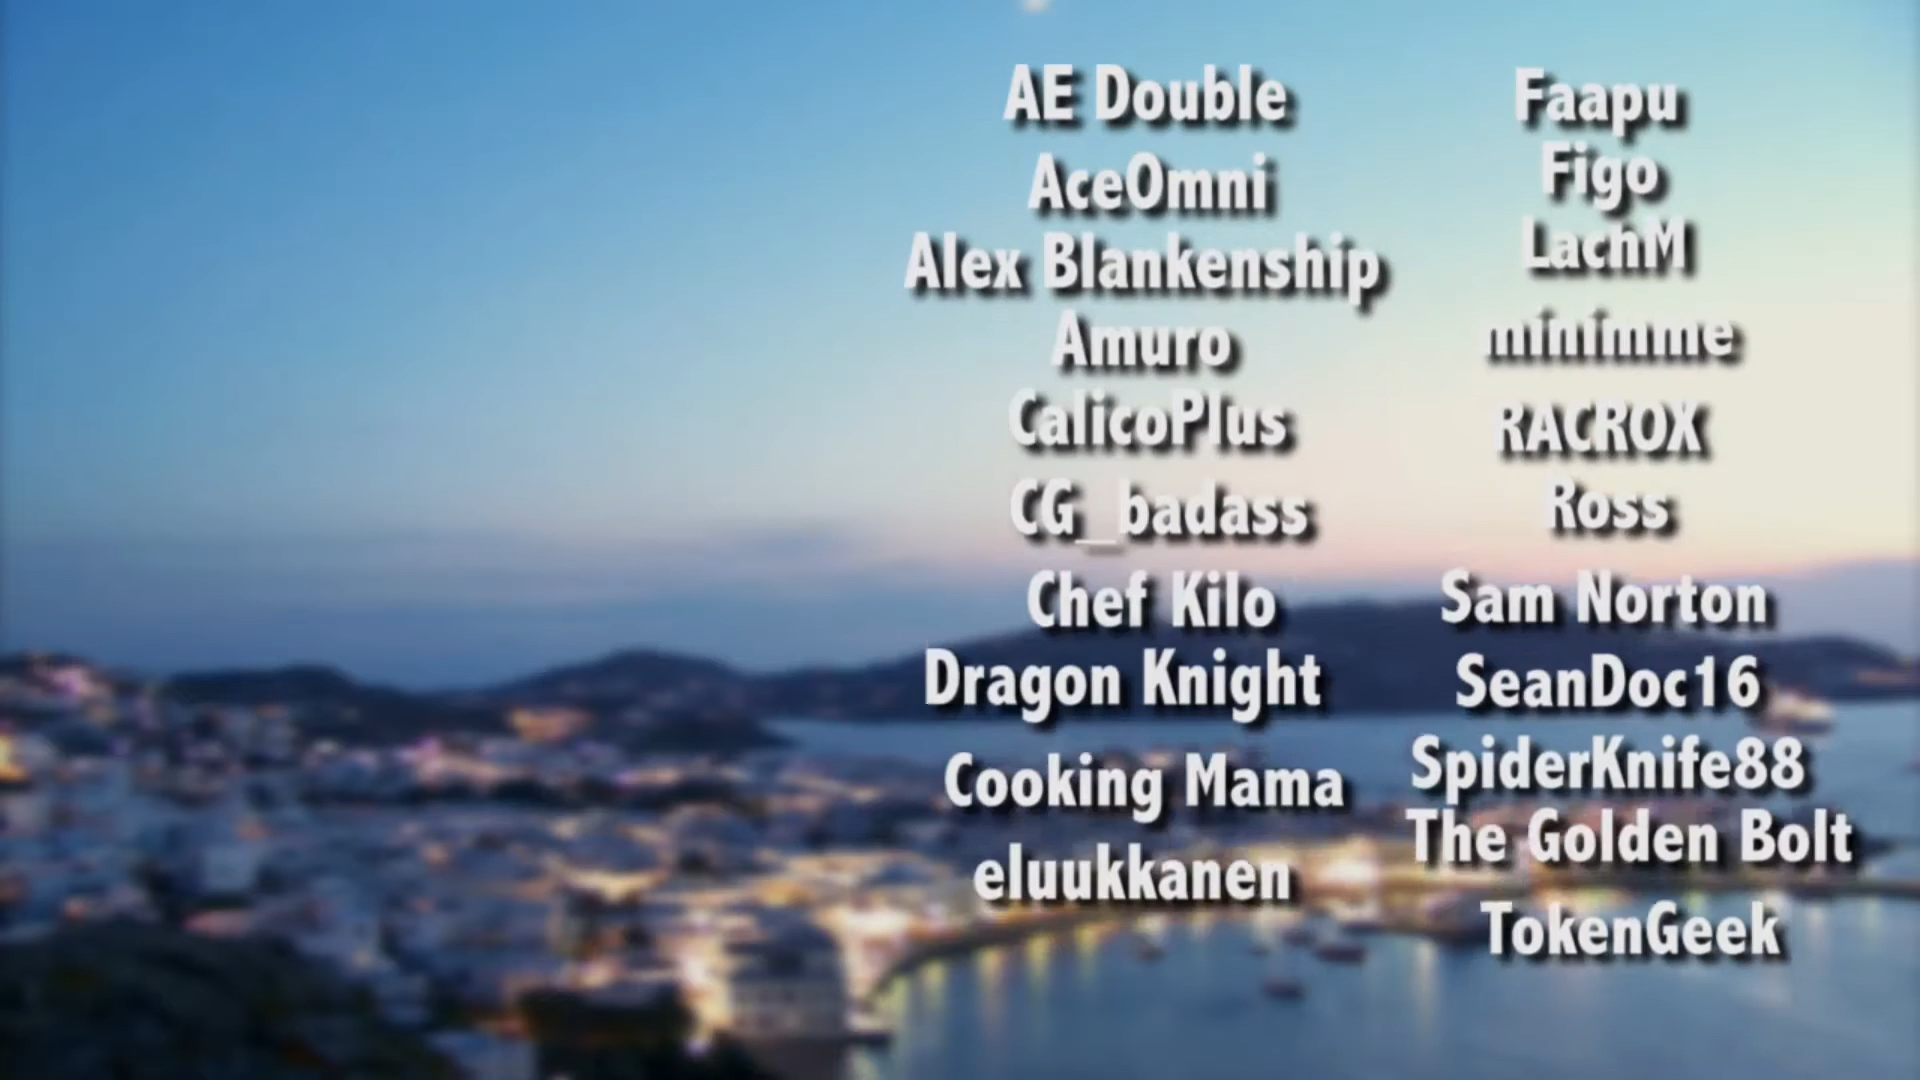 AE Double
AceOmni
Alex Blankenship
Amuro
CalicoPlus
CG_badass
Chef Kilo
Dragon Knight
Cooking Mama
eluukkanen
Faapu
Figo
LachM
minimme
RACROX
Ross
Sam Norton
SeanDoc16
SpiderKnife88
The Golden Bolt
TokenGeek